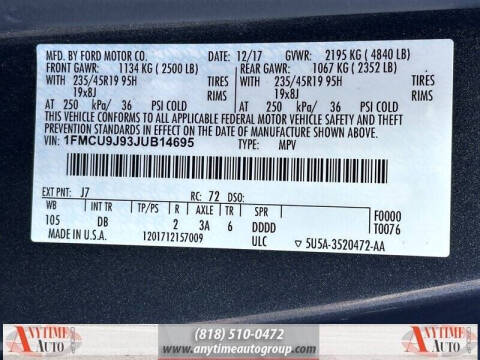 MFD. BY FORD MOTOR CO.
12/17 GVWR: 2195 KG (4840 LB)
FRONT GAWR: 1134 KG (2500 LB) REAR GAWR: 1067 KG (2352 LB)
WITH 235/45R19 95H TIRES WITH 235/45R19 95H TIRES
19x8J RIMS 19x8J RIMS
AT 250 kPa/ 36 PSI COLD AT 250 kPa/ 36 PSI COLD
THIS VEHICLE CONFORMS TO ALL APPLICABLE FEDERAL MOTOR VEHICLE SAFETY AND BUMPER STANDARDS IN EFFECT ON THE DATE OF MANUFACTURE SHOWN ABOVE.
VIN: 1FMCU9J93JUB14695 TYPE: MPV
EXT PNT: J7 RC: 72 DSO:
WB INT TR TP/PS R AXLE TR SPR F0000
105 DB 2 3A 6 DDDD T0076
MADE IN U.S.A. 1201712157009 ULC 5U5A-3520472-AA
ANYTIME AUTO (818) 510-0472 ANYTIME AUTO
www.anytimeautogroup.com